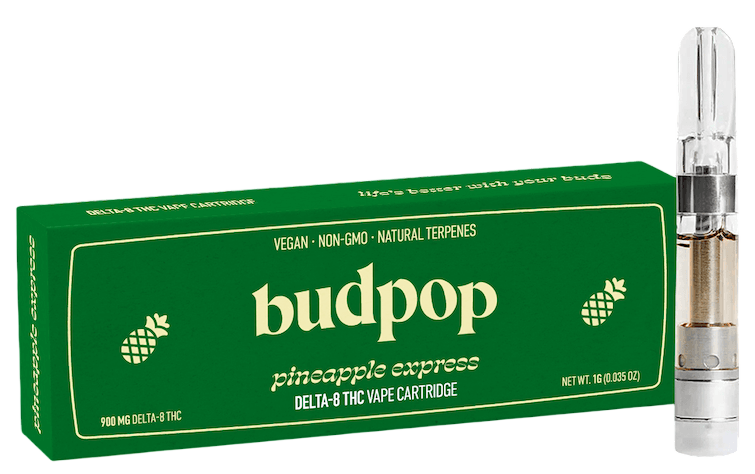 DELTA-8 THC VAPE CARTRIDGE
life's better with your buds
VEGAN · NON-GMO · NATURAL TERPENES
budpop
pineapple express
DELTA-8 THC VAPE CARTRIDGE
900 MG DELTA-8 THC
NET WT. 1G (0.035 OZ)
pineapple express